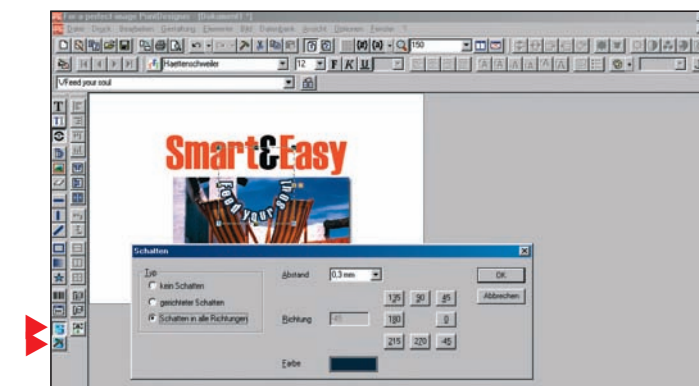 For a perfect image PrintDesigner - [Dokument1 *]
Datei Druck Bearbeiten Gestaltung Elemente Bild Datenbank Ansicht Optionen Fenster ?
150
Haettenschweiler 12 F K U
\/Feed your soul
Smart&Easy
Feed your soul
Schatten
Typ
kein Schatten
gerichteter Schatten
Schatten in alle Richtungen
Abstand 0,3 mm
OK
Abbrechen
135 90 45
Richtung -45 180 0
215 270 -45
Farbe